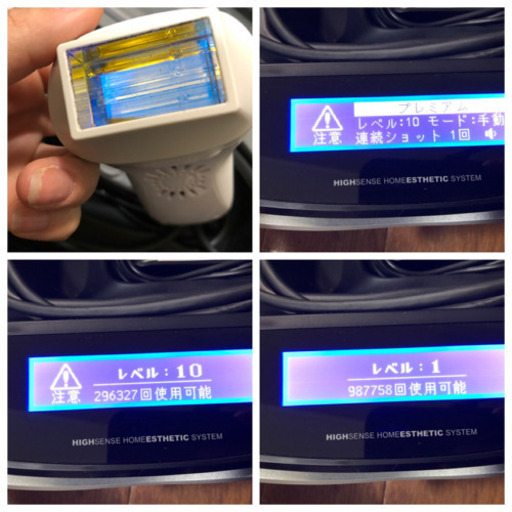 プレミアム
レベル:10 モード:手動
注意 連続ショット 1回
HIGHSENSE HOMEESTHETIC SYSTEM
レベル: 10
注意 296327回使用可能
HIGHSENSE HOMEESTHETIC SYSTEM
レベル: 1
987758回使用可能
HIGHSENSE HOMEESTHETIC SYSTEM